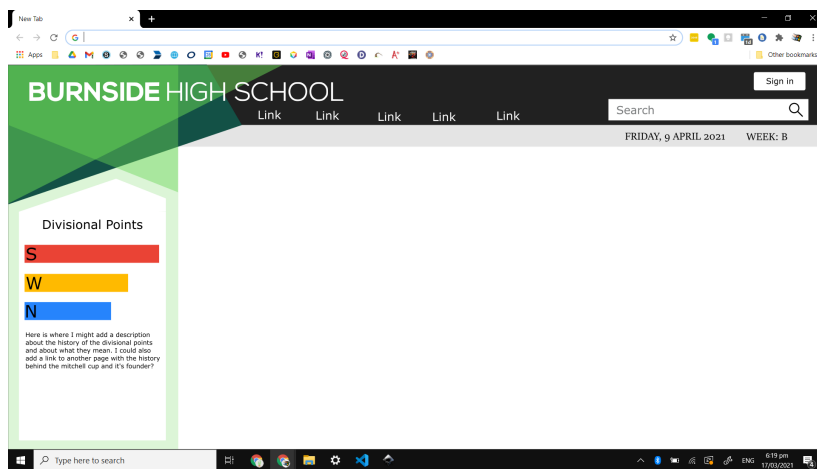 New Tab
Apps
Other bookmarks
BURNSIDE HIGH SCHOOL
Sign in
Link Link Link Link Link
Search
FRIDAY, 9 APRIL 2021 WEEK: B
Divisional Points
S
W
N
Here is where I might add a description
about the history of the divisional points
and about what they mean. I could also
add a link to another page with the history
behind the mitchell cup and it's founder?
Type here to search
ENG
6:19 pm
17/03/2021